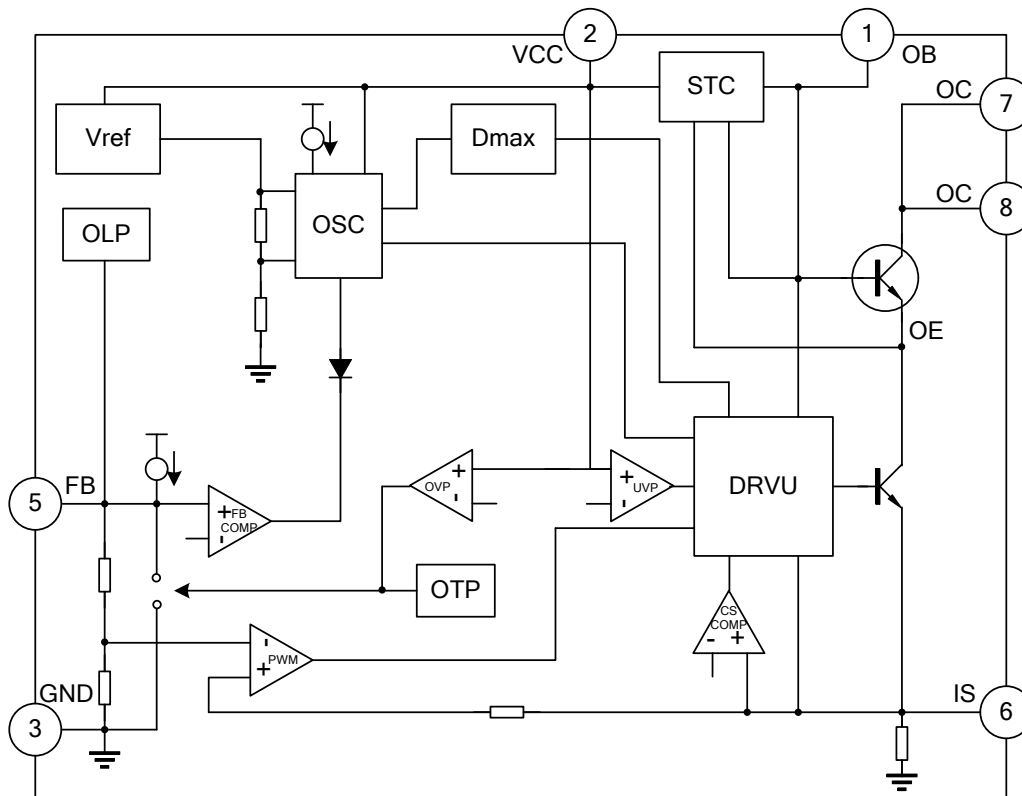 2
1
VCC
OB
STC
OC
7
Vref
Dmax
OC
8
OLP
OSC
OE
5
FB
+
-
FB
COMP
OVP
+
-
+
-
UVP
DRVU
OTP
CS
COMP
-
+
-
+
PWM
GND
3
IS
6